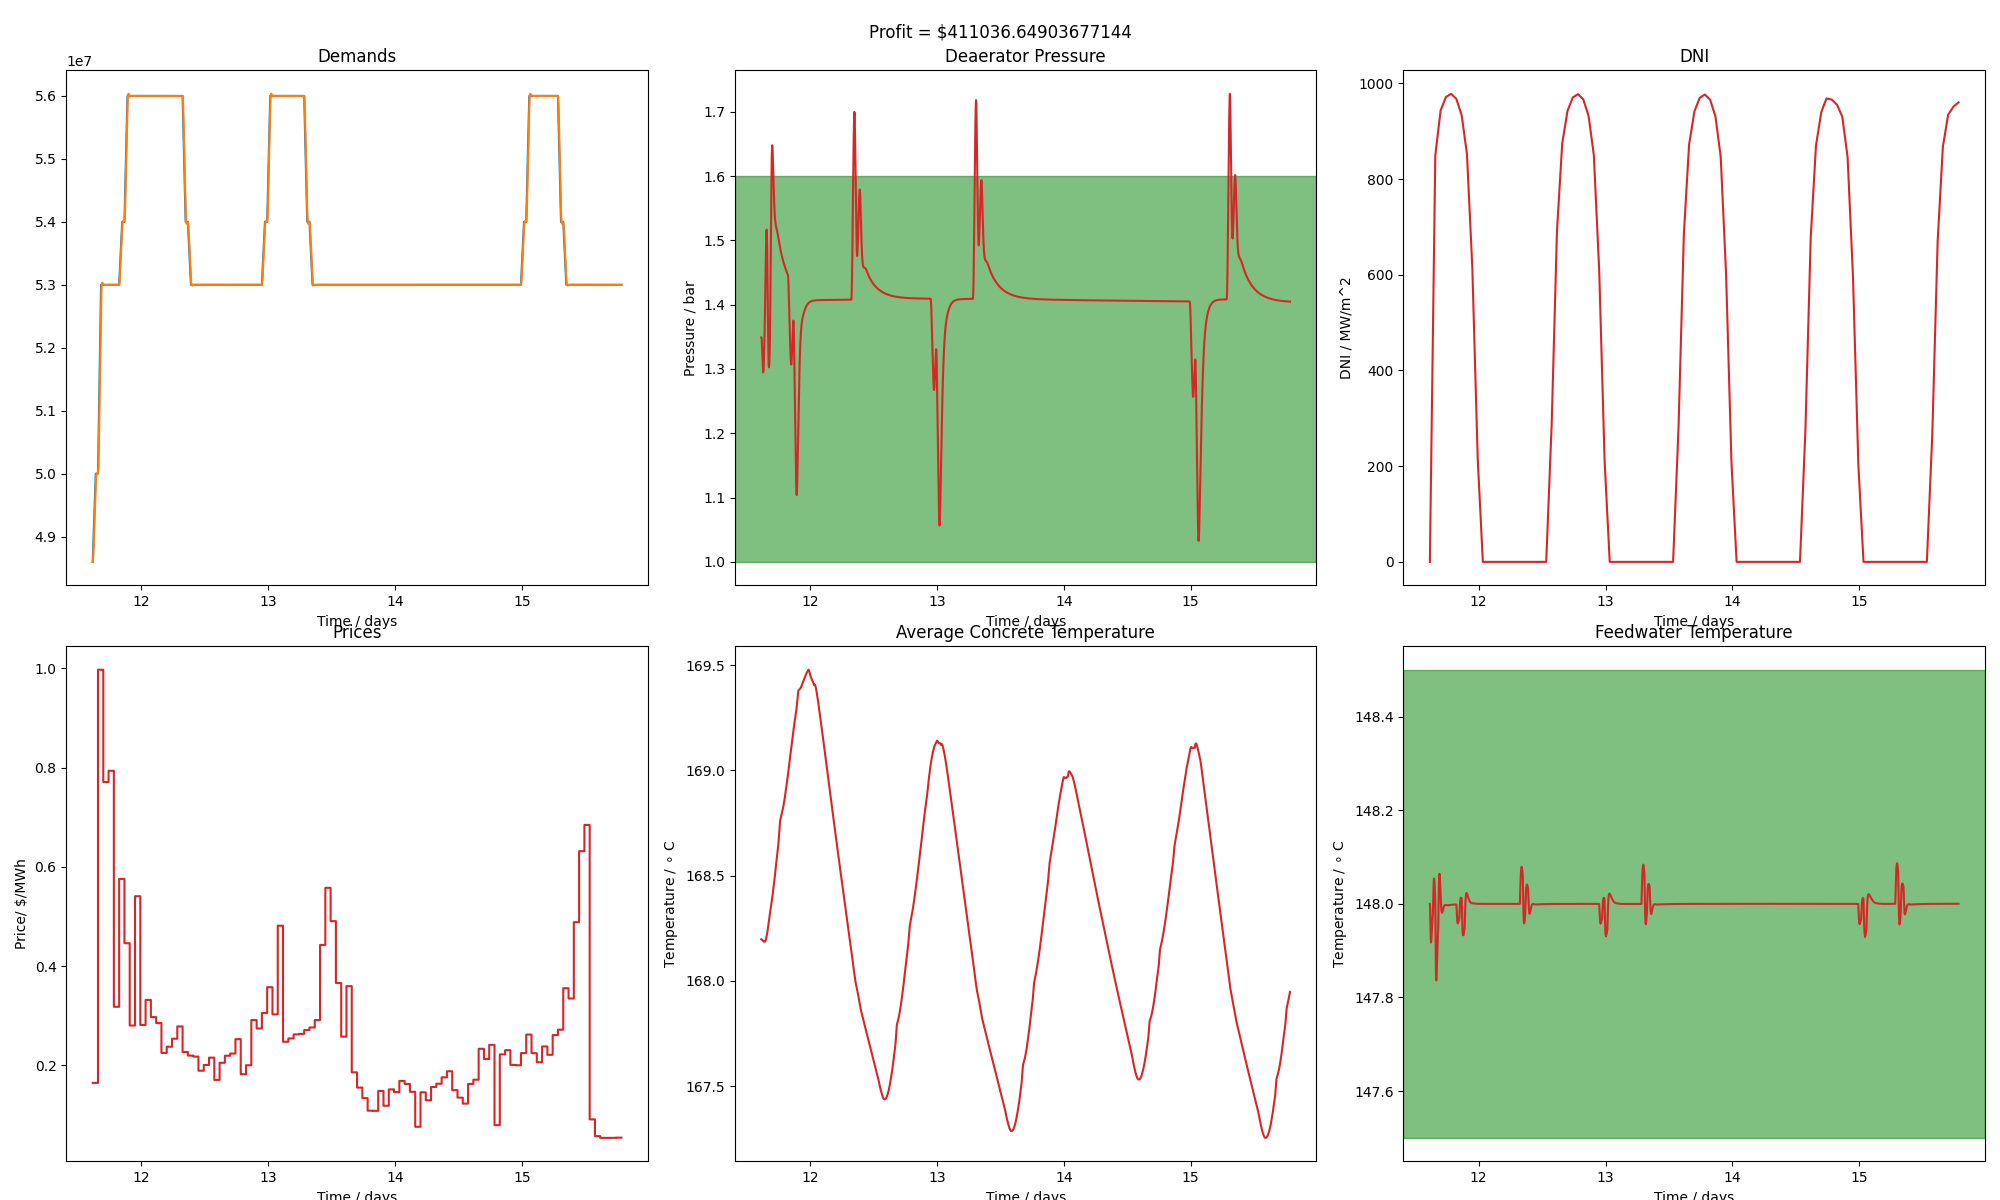 Profit = $411036.64903677144
Demands
1e7
5.6
5.5
5.4
5.3
5.2
5.1
5.0
4.9
12 13 14 15
Time / days
Deaerator Pressure
Pressure / bar
1.7
1.6
1.5
1.4
1.3
1.2
1.1
1.0
12 13 14 15
Time / days
DNI
DNI / MW/m^2
1000
800
600
400
200
0
12 13 14 15
Time / days
Prices
Price/ $/MWh
1.0
0.8
0.6
0.4
0.2
12 13 14 15
Time / days
Average Concrete Temperature
Temperature / ∘ C
169.5
169.0
168.5
168.0
167.5
12 13 14 15
Time / days
Feedwater Temperature
Temperature / ∘ C
148.4
148.2
148.0
147.8
147.6
12 13 14 15
Time / days